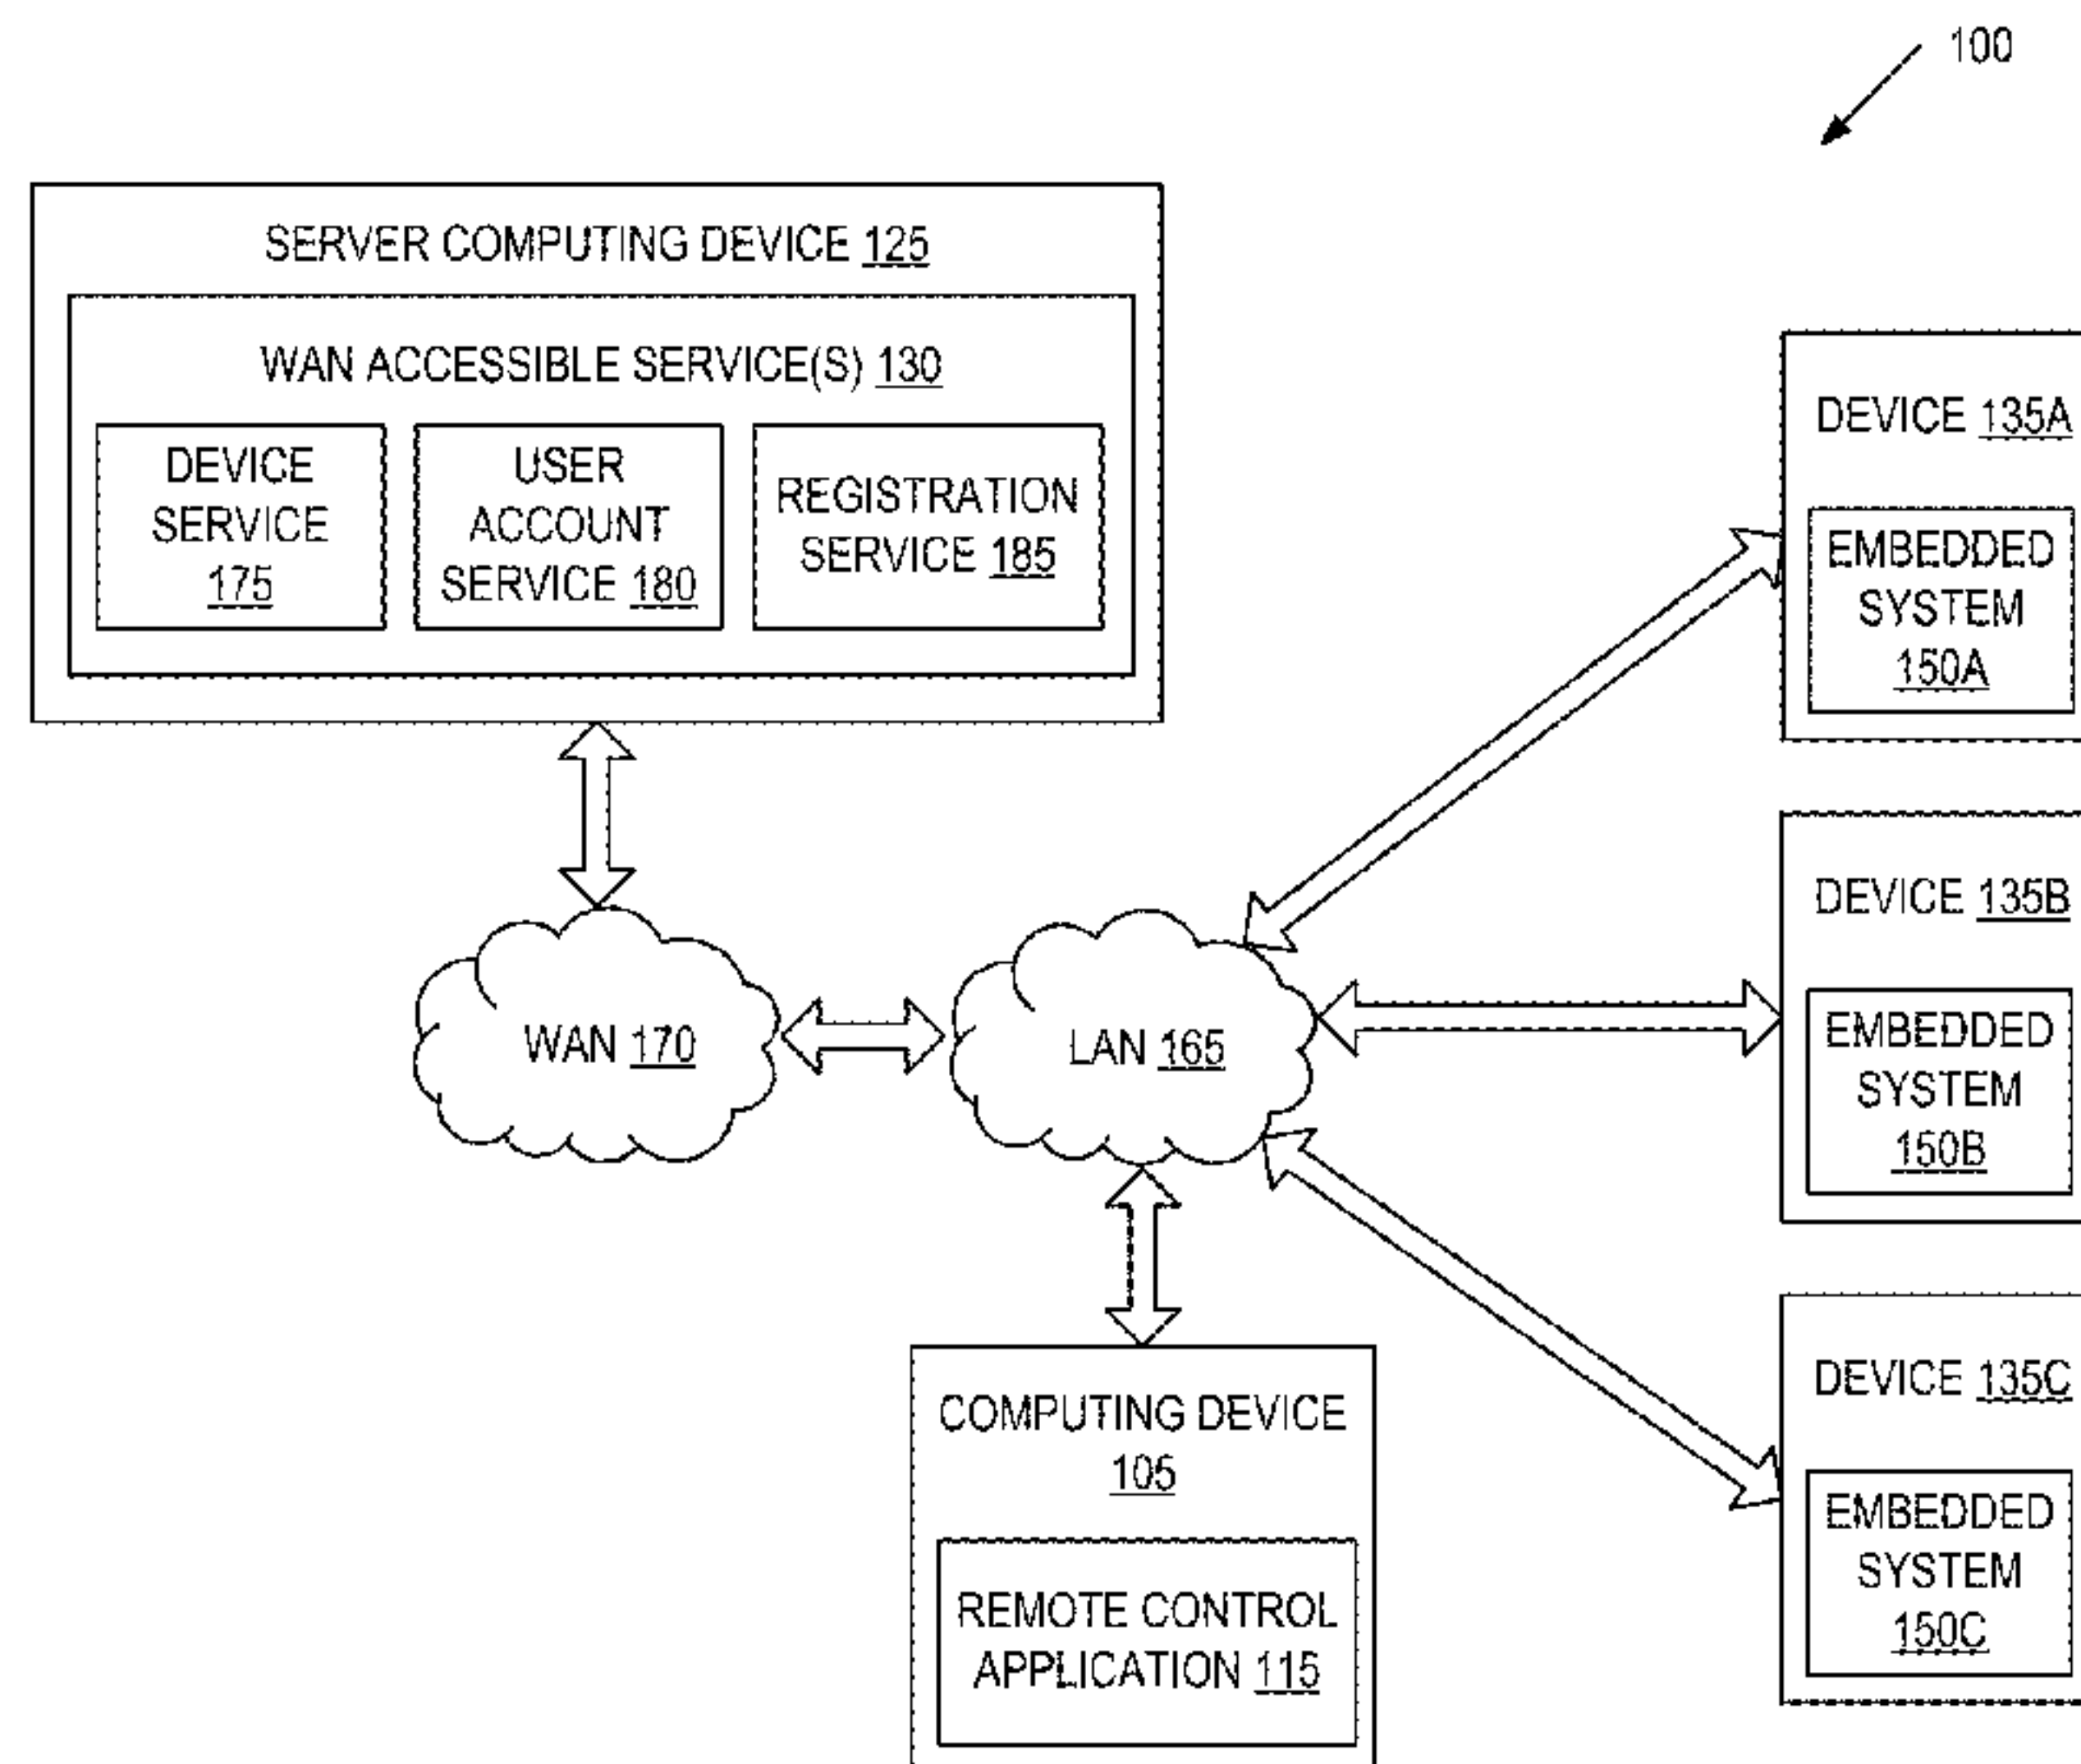 100
SERVER COMPUTING DEVICE 125
WAN ACCESSIBLE SERVICE(S) 130
DEVICE
SERVICE
175
USER
ACCOUNT
SERVICE 180
REGISTRATION
SERVICE 185
DEVICE 135A
EMBEDDED
SYSTEM
150A
DEVICE 135B
EMBEDDED
SYSTEM
150B
WAN 170
LAN 165
DEVICE 135C
EMBEDDED
SYSTEM
150C
COMPUTING DEVICE
105
REMOTE CONTROL
APPLICATION 115